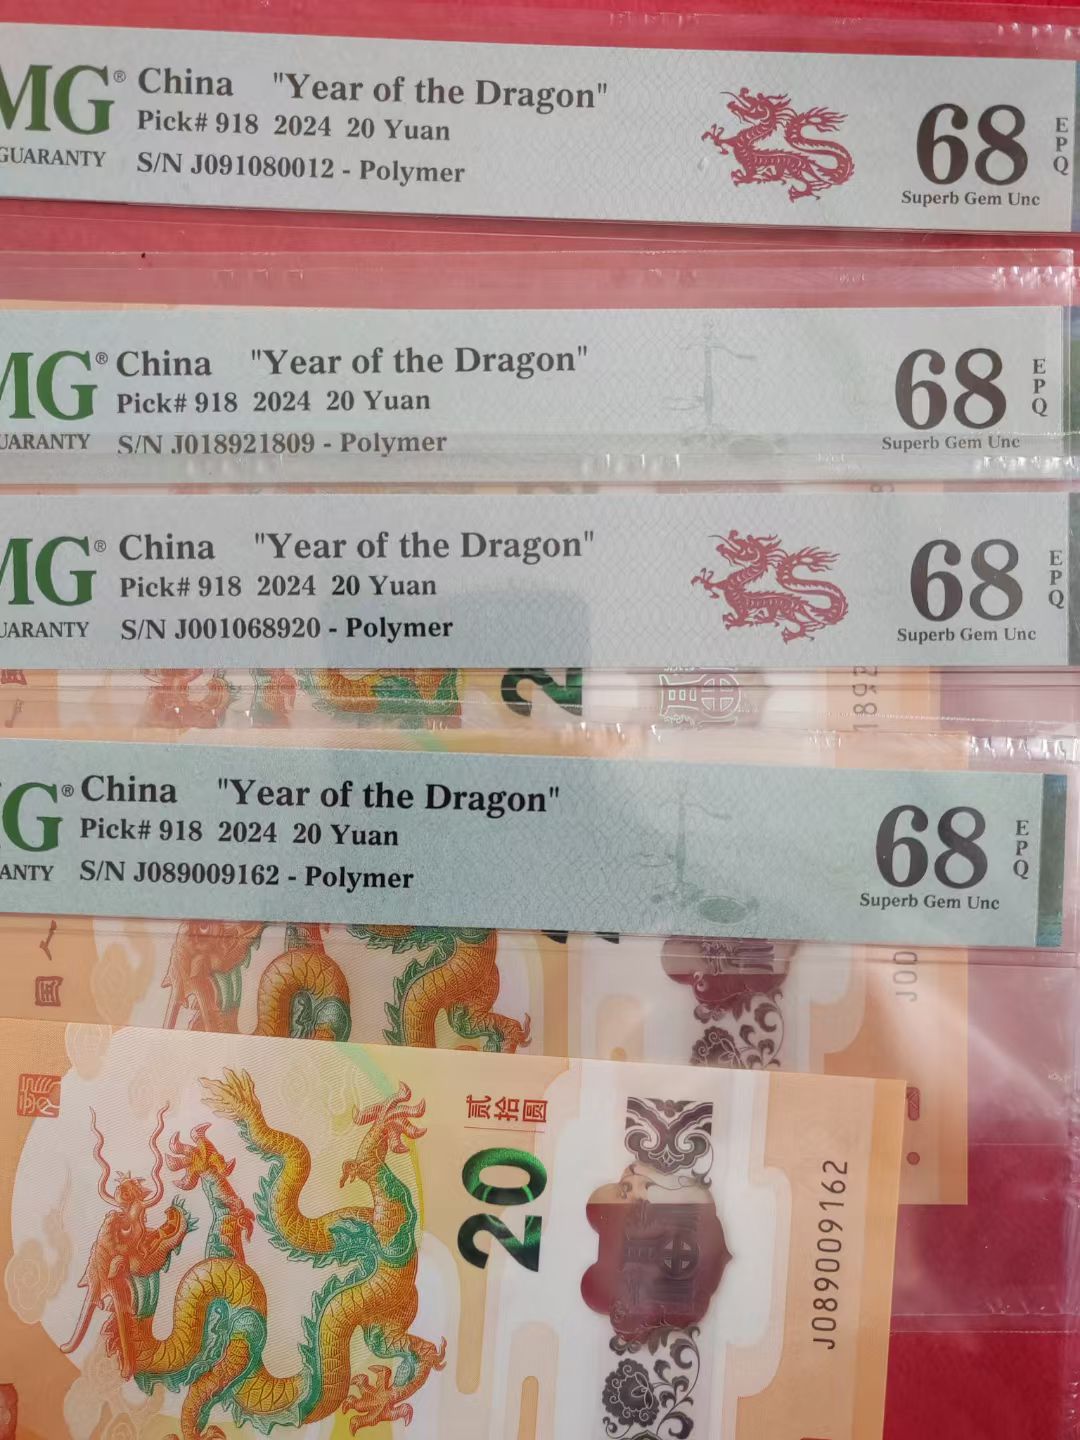 MG® China "Year of the Dragon"
Pick# 918 2024 20 Yuan
GUARANTY S/N J091080012 - Polymer
68 EPQ
Superb Gem Unc
MG® China "Year of the Dragon"
Pick# 918 2024 20 Yuan
UARANTY S/N J018921809 - Polymer
68 EPQ
Superb Gem Unc
MG® China "Year of the Dragon"
Pick# 918 2024 20 Yuan
UARANTY S/N J001068920 - Polymer
68 EPQ
Superb Gem Unc
2
1892
G® China "Year of the Dragon"
Pick# 918 2024 20 Yuan
ANTY S/N J089009162 - Polymer
68 EPQ
Superb Gem Unc
J00
贰拾圆
20
J089009162